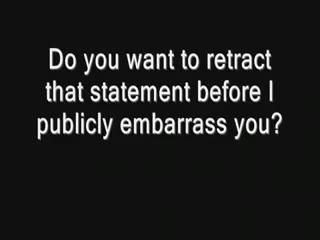 Do you want to retract
that statement before I
publicly embarrass you?